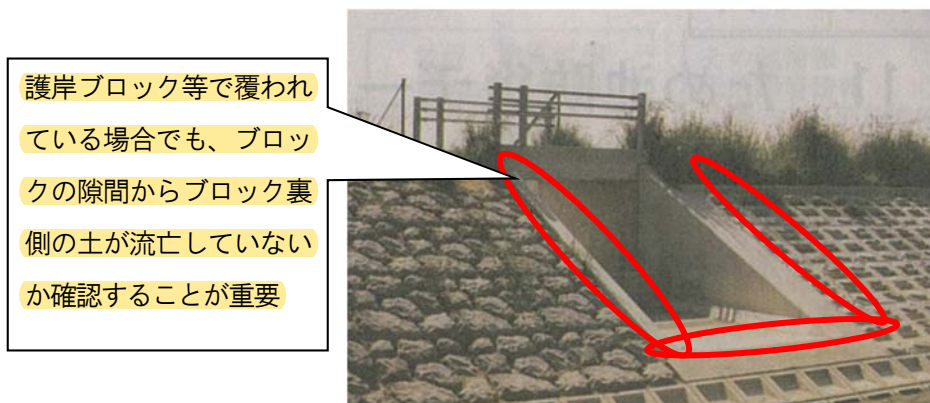 護岸ブロック等で覆われ
ている場合でも、ブロッ
クの隙間からブロック裏
側の土が流亡していない
か確認することが重要